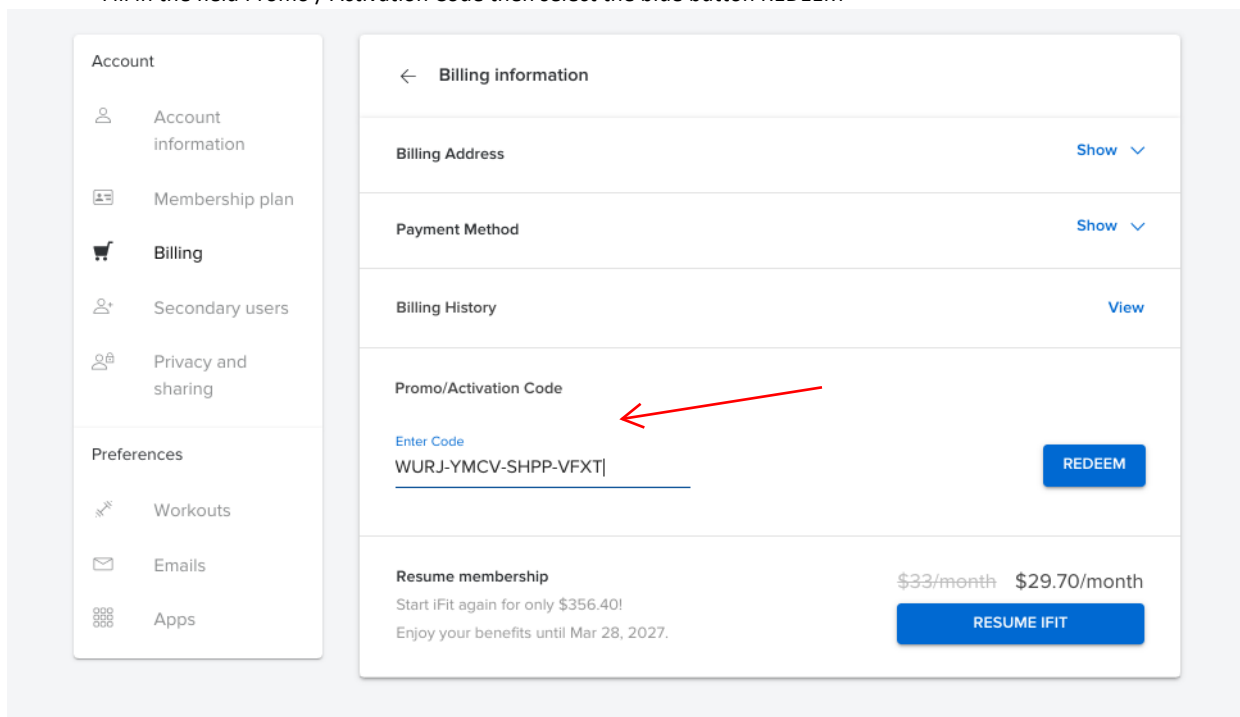 Account
Account
information
Membership plan
Billing
Secondary users
Privacy and
sharing
Preferences
Workouts
Emails
Apps
Billing information
Billing Address
Show
Payment Method
Show
Billing History
View
Promo/Activation Code
Enter Code
WURJ-YMCV-SHPP-VFXT
REDEEM
Resume membership
Start iFit again for only $356.40!
Enjoy your benefits until Mar 28, 2027.
$33/month $29.70/month
RESUME IFIT